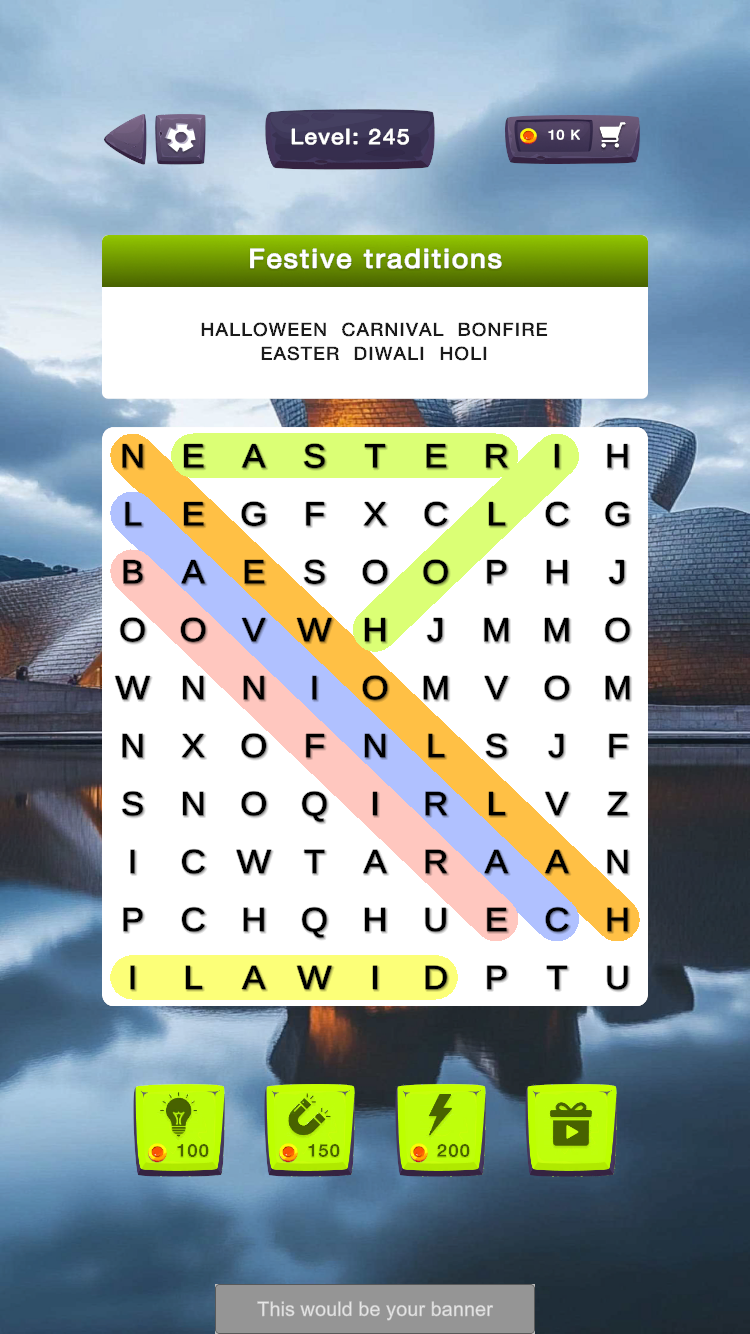 Level: 245
10 K
Festive traditions
HALLOWEEN CARNIVAL BONFIRE
EASTER DIWALI HOLI
N E A S T E R I H
L E G F X C L C G
B A E S O O P H J
O O V W H J M M O
W N N I O M V O M
N X O F N L S J F
S N O Q I R L V Z
I C W T A R A A N
P C H Q H U E C H
I L A W I D P T U
100 150 200
This would be your banner